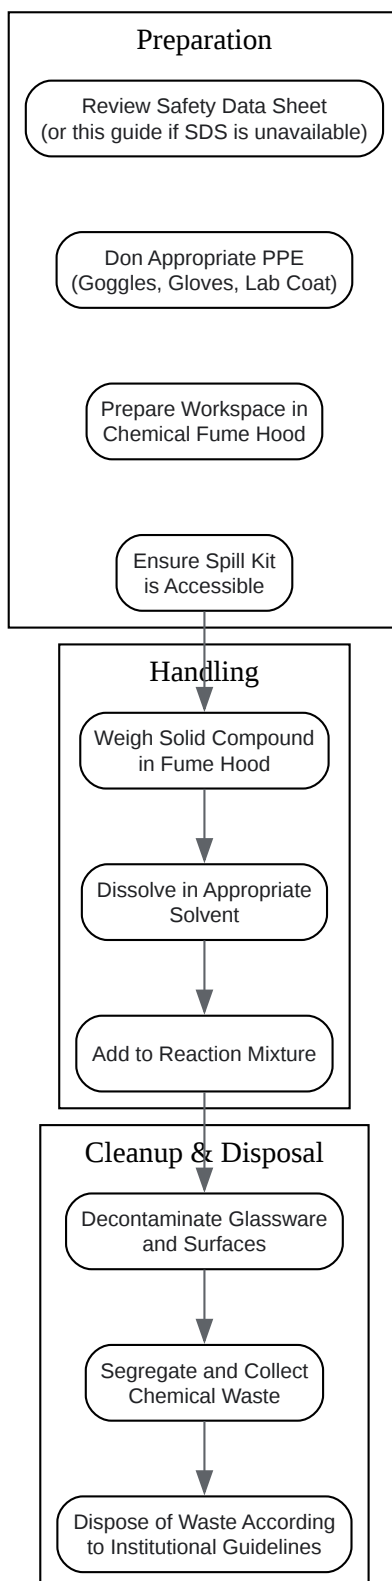 Preparation
Review Safety Data Sheet
(or this guide if SDS is unavailable)
Don Appropriate PPE
(Goggles, Gloves, Lab Coat)
Prepare Workspace in
Chemical Fume Hood
Ensure Spill Kit
is Accessible
Handling
Weigh Solid Compound
in Fume Hood
Dissolve in Appropriate
Solvent
Add to Reaction Mixture
Cleanup & Disposal
Decontaminate Glassware
and Surfaces
Segregate and Collect
Chemical Waste
Dispose of Waste According
to Institutional Guidelines